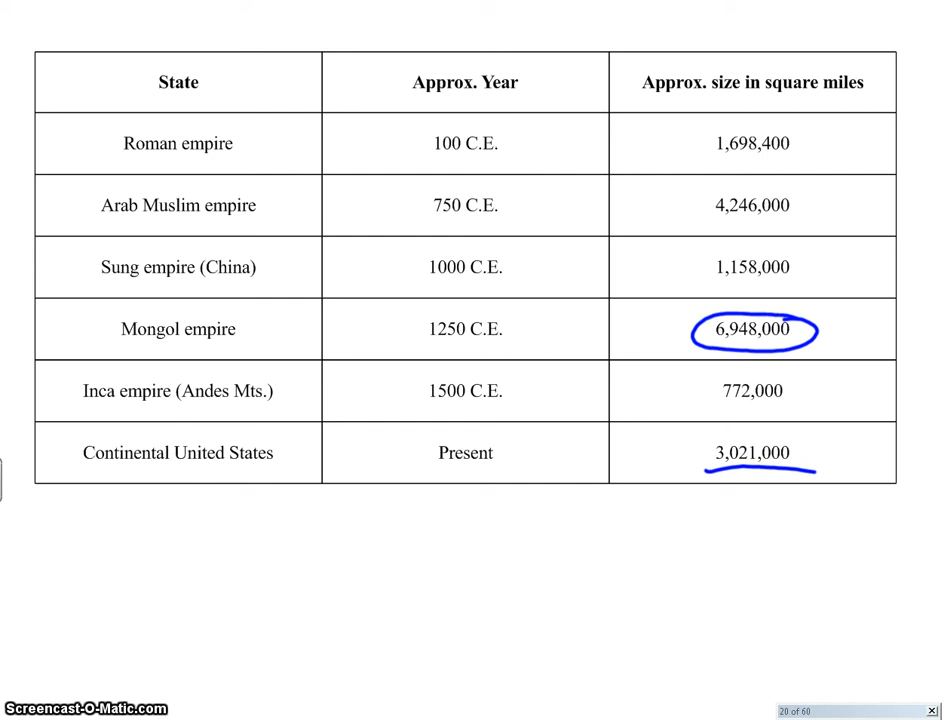 State Approx. Year Approx. size in square miles
Roman empire 100 C.E. 1,698,400
Arab Muslim empire 750 C.E. 4,246,000
Sung empire (China) 1000 C.E. 1,158,000
Mongol empire 1250 C.E. 6,948,000
Inca empire (Andes Mts.) 1500 C.E. 772,000
Continental United States Present 3,021,000
Screencast-O-Matic.com 20 of 60